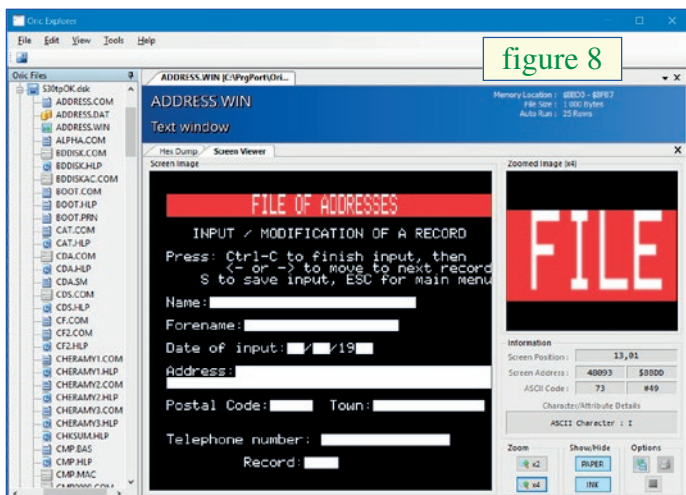 Oric Explorer
File Edit View Tools Help
figure 8
Oric Files
S30tpOK.dsk
ADDRESS.COM
ADDRESS.DAT
ADDRESS.WIN
ALPHA.COM
BDDISK.COM
BDDISK.HLP
BDDISKAC.COM
BOOT.COM
BOOT.HLP
BOOT.PRN
CAT.COM
CAT.HLP
CDA.COM
CDA.HLP
CDA.SM
CDS.COM
CDS.HLP
CF.COM
CF2.COM
CF2.HLP
CHERAMY1.COM
CHERAMY1.HLP
CHERAMY2.COM
CHERAMY2.HLP
CHERAMY3.COM
CHERAMY3.HLP
CHKSUM.HLP
CMP.BAS
CMP.HLP
CMP.MAC
ADDRESS.WIN [C:\PrgPort\Ori...
ADDRESS.WIN
Text window
Memory Location : $BBD0 - $BFB7
File Size : 1 000 Bytes
Auto Run : 25 Rows
Hex Dump Screen Viewer
Screen Image
FILE OF ADDRESSES
INPUT / MODIFICATION OF A RECORD
Press: Ctrl-C to finish input, then
<- or -> to move to next record
S to save input, ESC for main menu
Name:
Forename:
Date of input: / /19
Address:
Postal Code: Town:
Telephone number:
Record:
Zoomed Image (x4)
FILE
Information
Screen Position : 13,01
Screen Address : 48093 $BBDD
ASCII Code : 73 #49
Character/Attribute Details
ASCII Character : I
Zoom Show/Hide Options
x2 PAPER
x4 INK